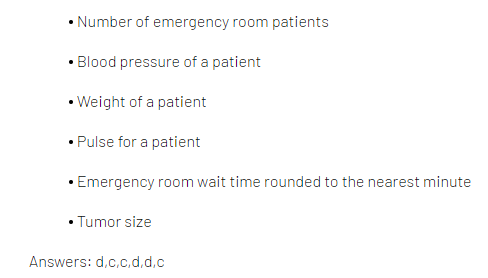 • Number of emergency room patients
• Blood pressure of a patient
• Weight of a patient
• Pulse for a patient
• Emergency room wait time rounded to the nearest minute
• Tumor size
Answers: d,c,c,d,d,c